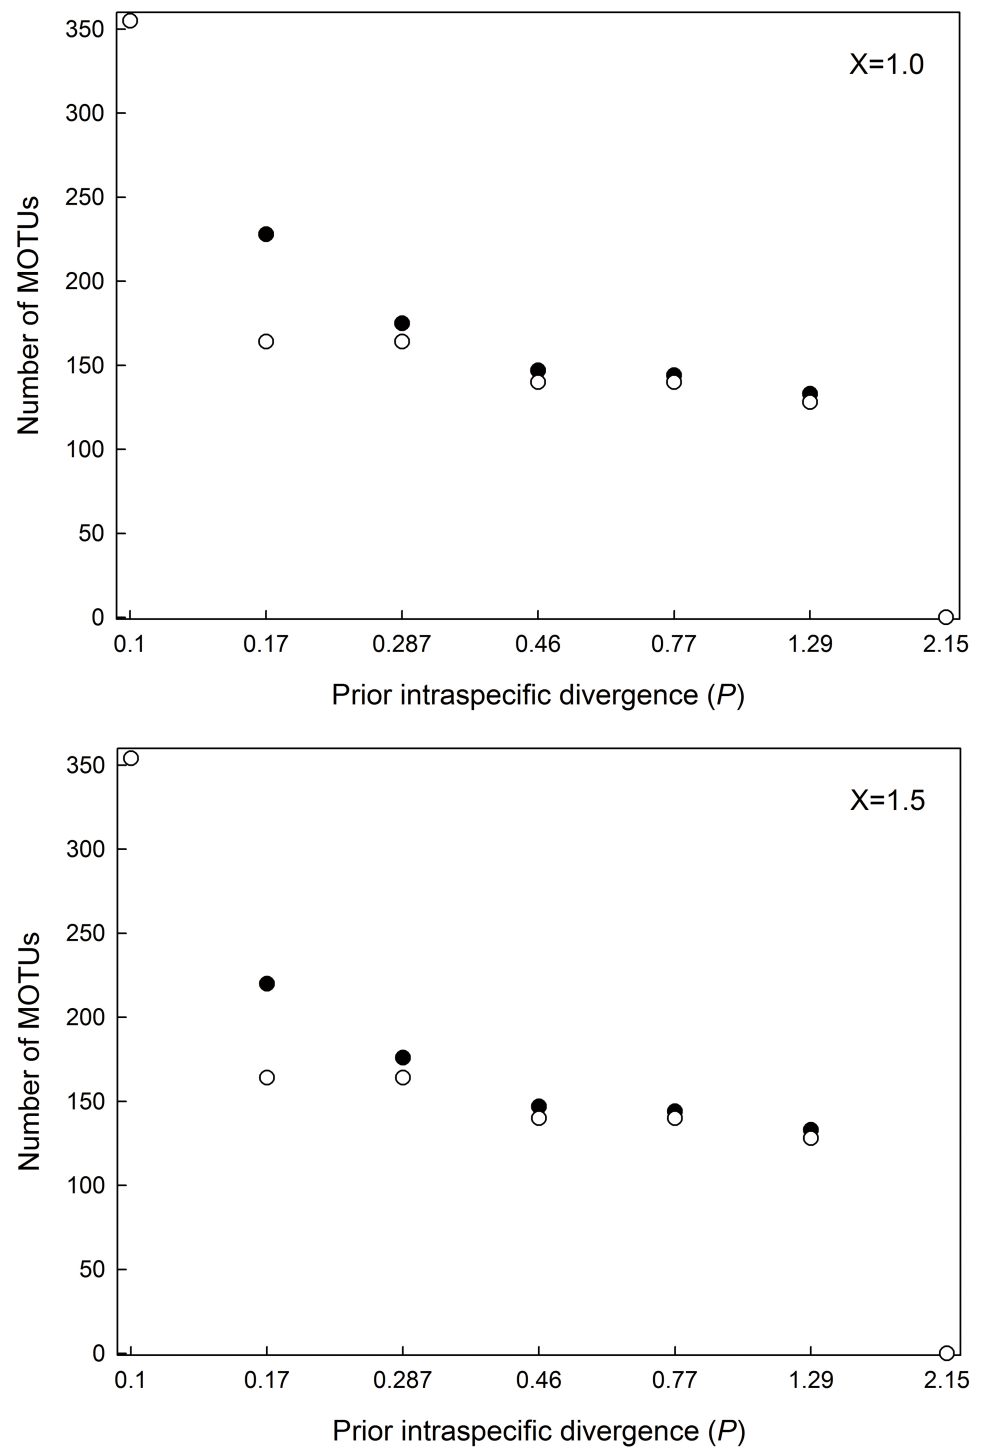 X=1.0
350
300
250
200
150
100
50
0
Number of MOTUs
0.1 0.17 0.287 0.46 0.77 1.29 2.15
Prior intraspecific divergence (P)
X=1.5
350
300
250
200
150
100
50
0
Number of MOTUs
0.1 0.17 0.287 0.46 0.77 1.29 2.15
Prior intraspecific divergence (P)